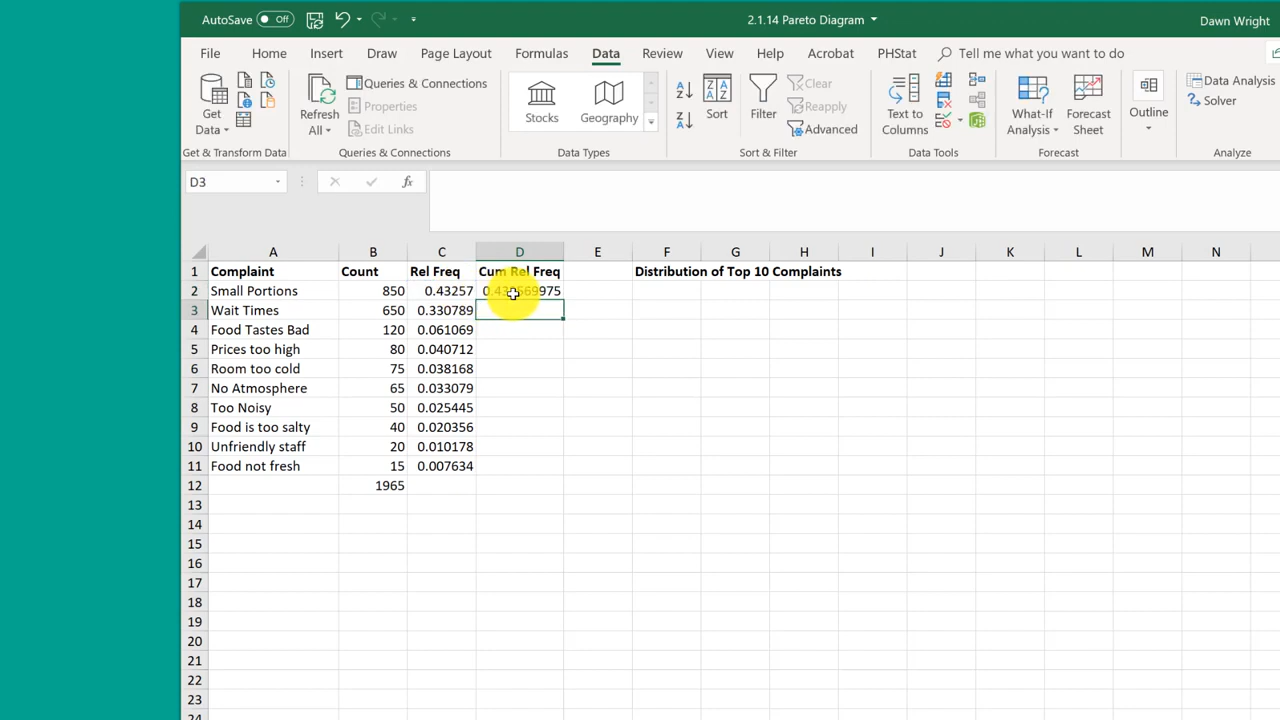 AutoSave Off 2.1.14 Pareto Diagram Dawn Wright
File Home Insert Draw Page Layout Formulas Data Review View Help Acrobat PHStat Tell me what you want to do
Get Data
Refresh All
Queries & Connections
Properties
Edit Links
Stocks
Geography
Sort
Filter
Clear
Reapply
Advanced
Text to Columns
What-If Analysis
Forecast Sheet
Outline
Data Analysis
Solver
Get & Transform Data Queries & Connections Data Types Sort & Filter Data Tools Forecast Analyze
D3 fx
A B C D E F G H I J K L M N
1 Complaint Count Rel Freq Cum Rel Freq Distribution of Top 10 Complaints
2 Small Portions 850 0.43257 0.432569975
3 Wait Times 650 0.330789
4 Food Tastes Bad 120 0.061069
5 Prices too high 80 0.040712
6 Room too cold 75 0.038168
7 No Atmosphere 65 0.033079
8 Too Noisy 50 0.025445
9 Food is too salty 40 0.020356
10 Unfriendly staff 20 0.010178
11 Food not fresh 15 0.007634
12 1965
13
14
15
16
17
18
19
20
21
22
23
24